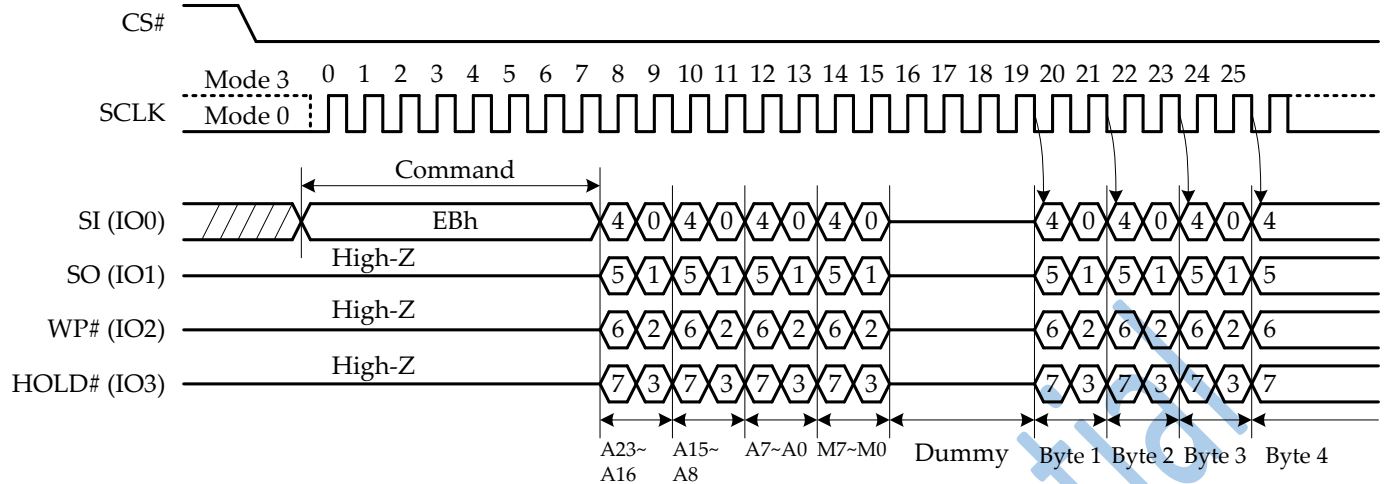 CS#
Mode 3 0 1 2 3 4 5 6 7 8 9 10 11 12 13 14 15 16 17 18 19 20 21 22 23 24 25
SCLK Mode 0
Command
SI (IO0) EBh 4 0 4 0 4 0 4 0 4 0 4 0 4 0 4
High-Z
SO (IO1) 5 1 5 1 5 1 5 1 5 1 5 1 5 1 5
High-Z
WP# (IO2) 6 2 6 2 6 2 6 2 6 2 6 2 6 2 6
High-Z
HOLD# (IO3) 7 3 7 3 7 3 7 3 7 3 7 3 7 3 7
A23~ A15~ A7~A0 M7~M0 Dummy Byte 1 Byte 2 Byte 3 Byte 4
A16 A8
tial